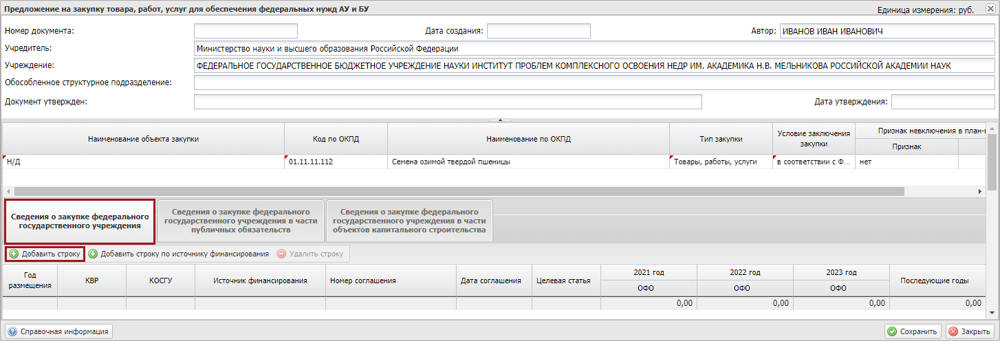 Предложение на закупку товара, работ, услуг для обеспечения федеральных нужд АУ и БУ
Единица измерения: руб.
Номер документа:
Дата создания:
Автор: ИВАНОВ ИВАН ИВАНОВИЧ
Учредитель: Министерство науки и высшего образования Российской Федерации
Учреждение: ФЕДЕРАЛЬНОЕ ГОСУДАРСТВЕННОЕ БЮДЖЕТНОЕ УЧРЕЖДЕНИЕ НАУКИ ИНСТИТУТ ПРОБЛЕМ КОМПЛЕКСНОГО ОСВОЕНИЯ НЕДР ИМ. АКАДЕМИКА Н.В. МЕЛЬНИКОВА РОССИЙСКОЙ АКАДЕМИИ НАУК
Обособленное структурное подразделение:
Документ утвержден:
Дата утверждения:
Наименование объекта закупки
Код по ОКПД
Наименование по ОКПД
Тип закупки
Условие заключения
закупки
Признак невключения в план-г
Признак
Н/Д
01.11.11.112
Семена озимой твердой пшеницы
Товары, работы, услуги
в соответствии с Ф...
нет
Сведения о закупке федерального
государственного учреждения
Сведения о закупке федерального
государственного учреждения в части
публичных обязательств
Сведения о закупке федерального
государственного учреждения в части
объектов капитального строительства
Добавить строку
Добавить строку по источнику финансирования
Удалить строку
Год
размещения
КВР
КОСГУ
Источник финансирования
Номер соглашения
Дата соглашения
Целевая статья
2021 год
ОФО
2022 год
ОФО
2023 год
ОФО
Последующие годы
0,00
0,00
0,00
0,00
Справочная информация
Сохранить
Закрыть